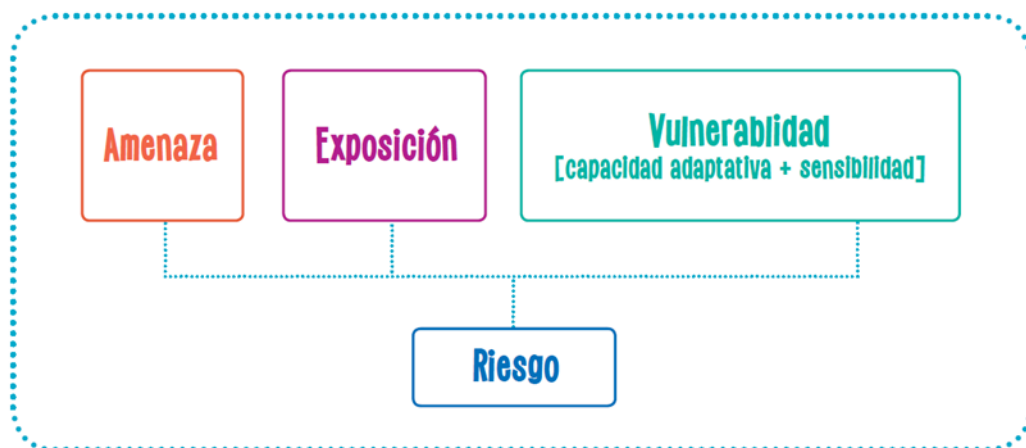 Amenaza
Exposición
Vulnerablidad
[capacidad adaptativa + sensibilidad]
Riesgo